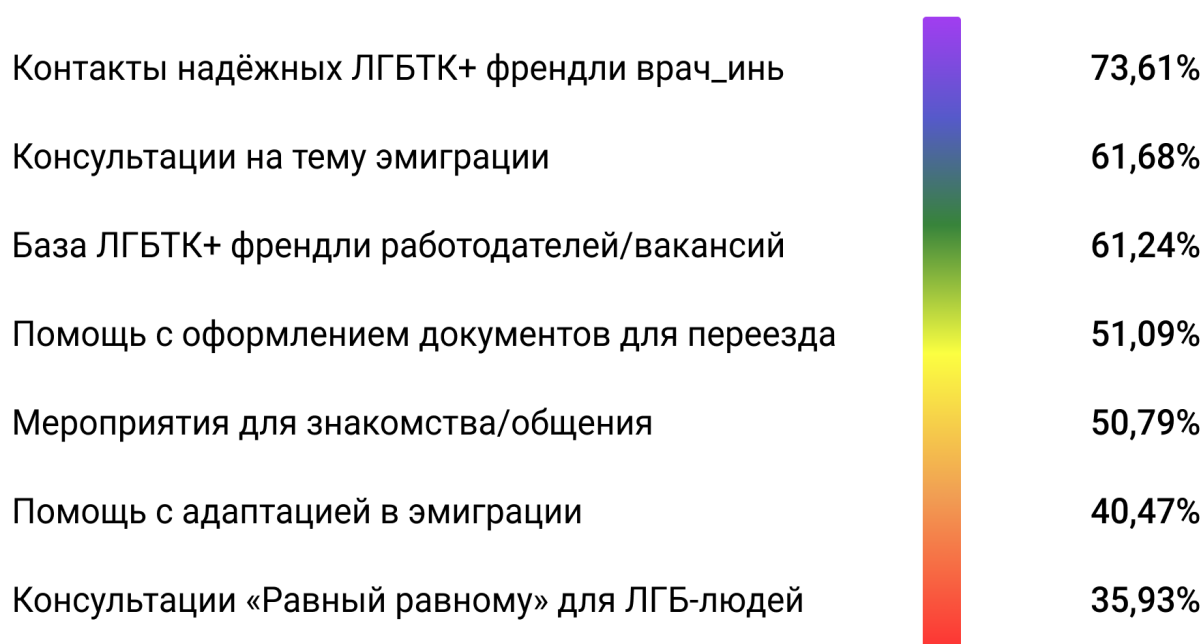 Контакты надёжных ЛГБТК+ френдли врач_инь 73,61%
Консультации на тему эмиграции 61,68%
База ЛГБТК+ френдли работодателей/вакансий 61,24%
Помощь с оформлением документов для переезда 51,09%
Мероприятия для знакомства/общения 50,79%
Помощь с адаптацией в эмиграции 40,47%
Консультации «Равный равному» для ЛГБ-людей 35,93%